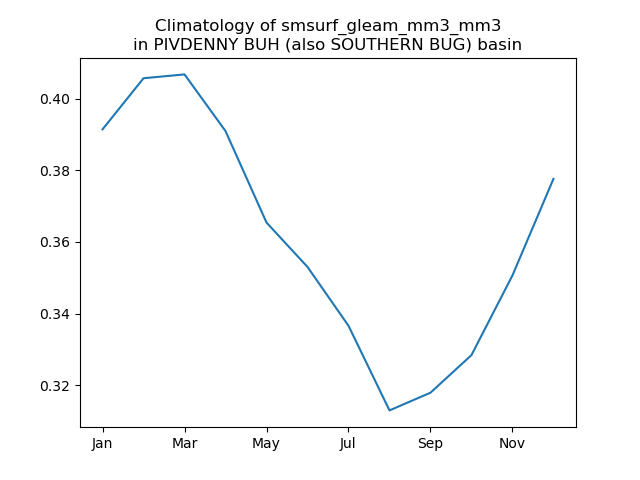 Climatology of smsurf_gleam_mm3_mm3
in PIVDENNY BUH (also SOUTHERN BUG) basin
0.40
0.38
0.36
0.34
0.32
Jan Mar May Jul Sep Nov